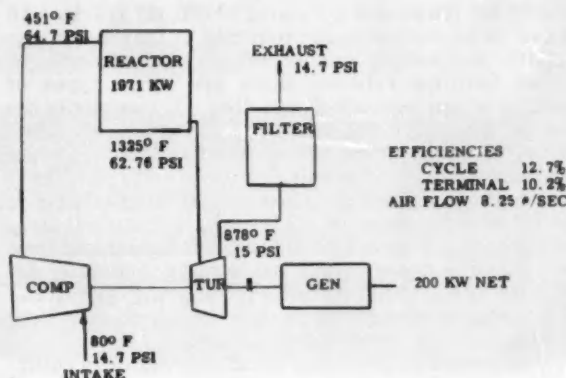 451° F
64.7 PSI
REACTOR
1971 KW
EXHAUST
14.7 PSI
FILTER
1325° F
62.76 PSI
EFFICIENCIES
CYCLE 12.7%
TERMINAL 10.2%
AIR FLOW 8.25 #/SEC
878° F
15 PSI
COMP
TUR
GEN
200 KW NET
80° F
14.7 PSI
INTAKE